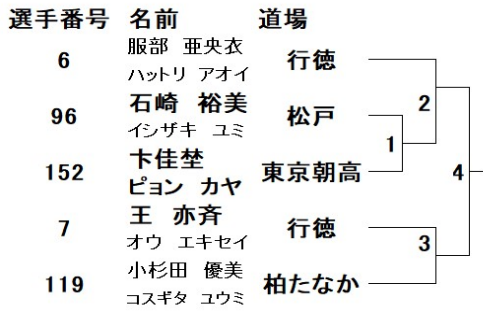 選手番号 名前 道場
服部 亜央衣
6 行徳
ハットリ アオイ
2
石崎 裕美
96 松戸
イシザキ ユミ
1
卞佳埜
152 東京朝高 4
ピョン カヤ
王 亦斉
7 行徳
オウ エキセイ
3
小杉田 優美
119 柏たなか
コスギタ ユウミ